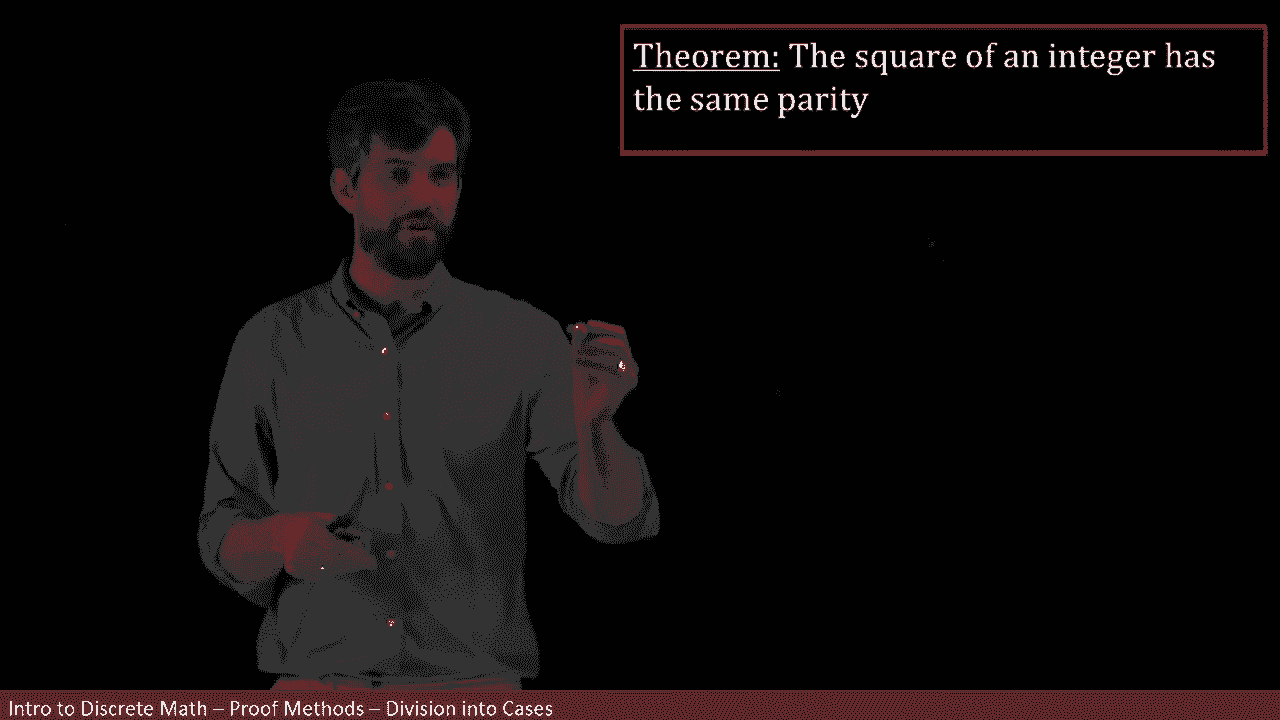 Theorem: The square of an integer has
the same parity
Intro to Discrete Math – Proof Methods – Division into Cases